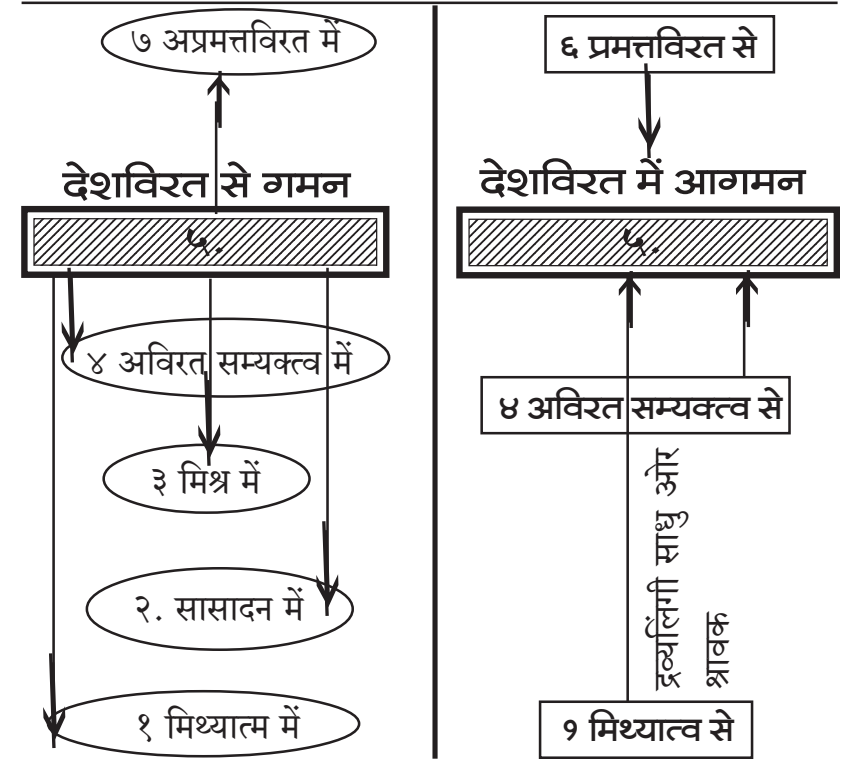 ७ अप्रमत्तविरत में
देशविरत से गमन
५.
४ अविरत सम्यक्त्व में
३ मिश्र में
२. सासादन में
१ मिथ्यात्म में
६ प्रमत्तविरत से
देशविरत में आगमन
५.
४ अविरत सम्यक्त्व से
द्रव्यलिंगी साधु और
श्रावक
१ मिथ्यात्व से